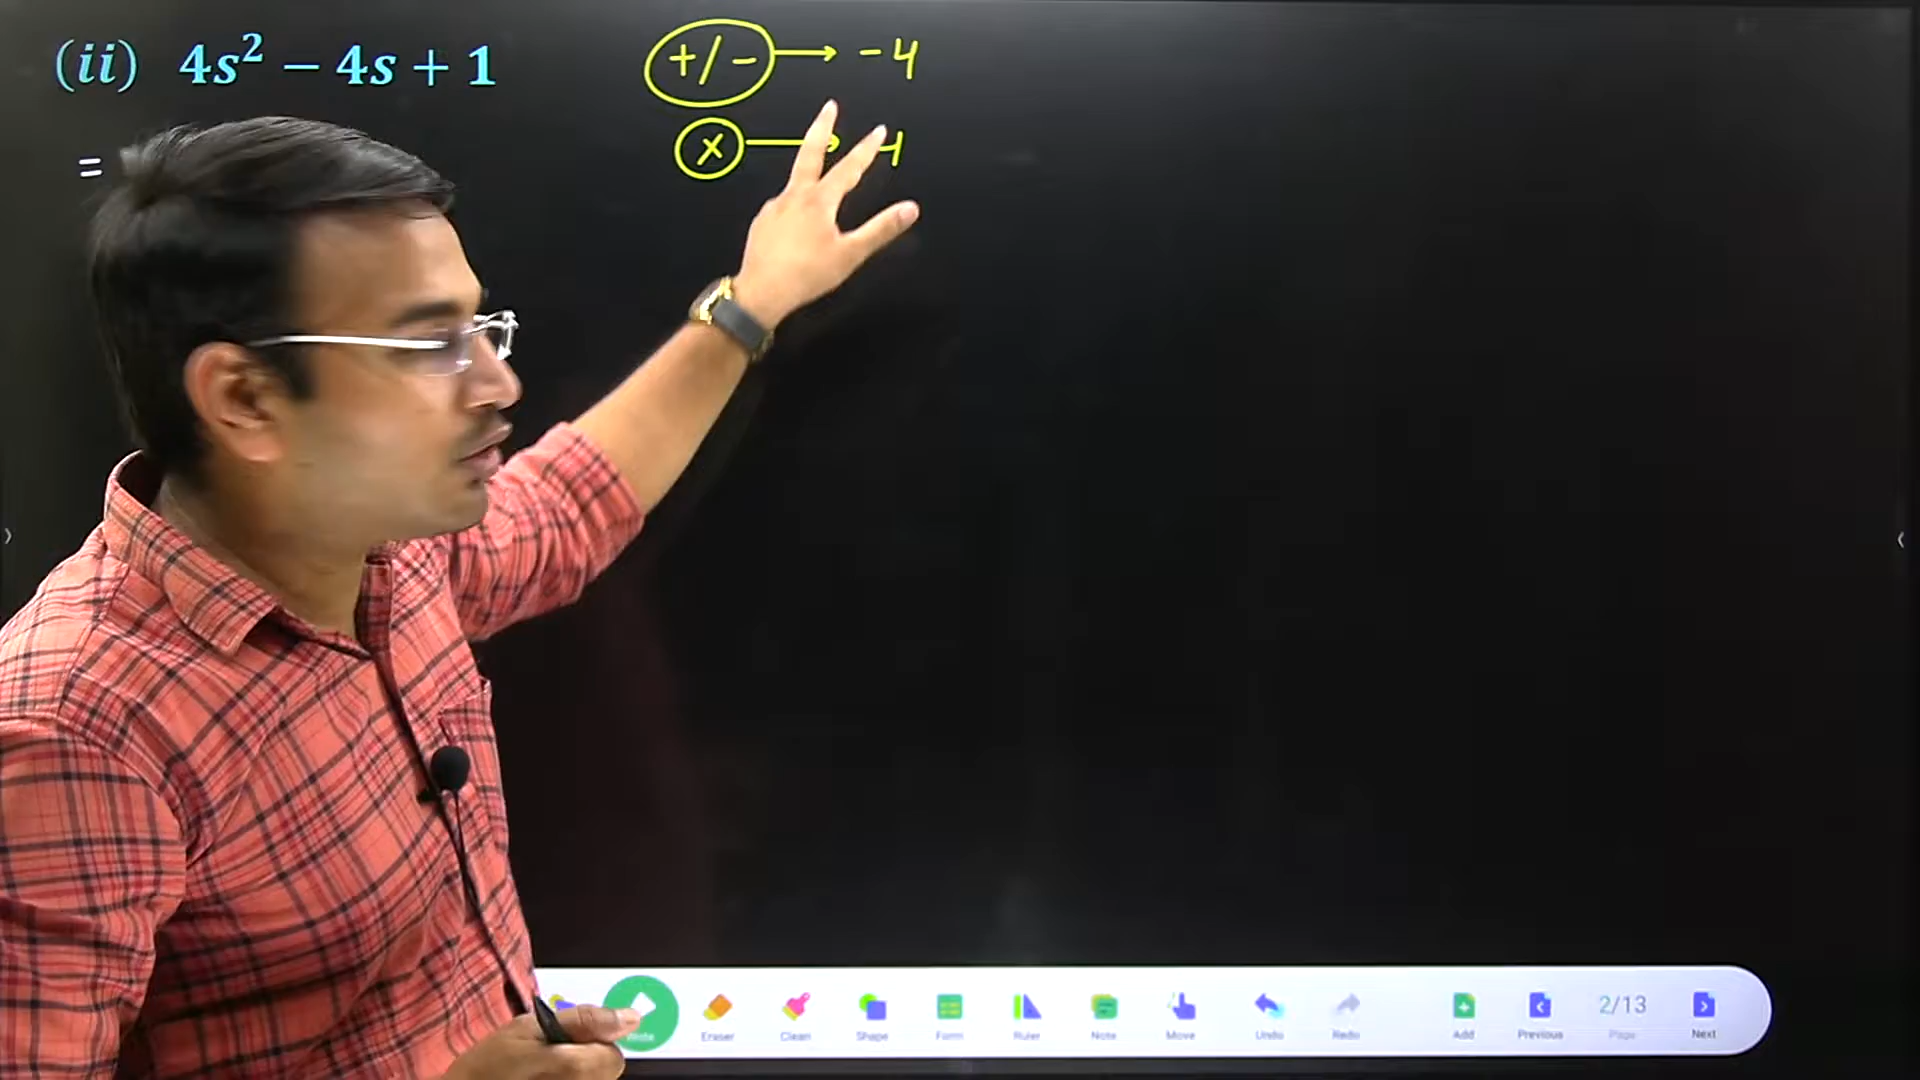 (ii) 4s² − 4s + 1
+/- → -4
=
× → 4
Write Eraser Clean Shape Form Ruler Note Move Undo Redo Add Previous 2/13 Page Next